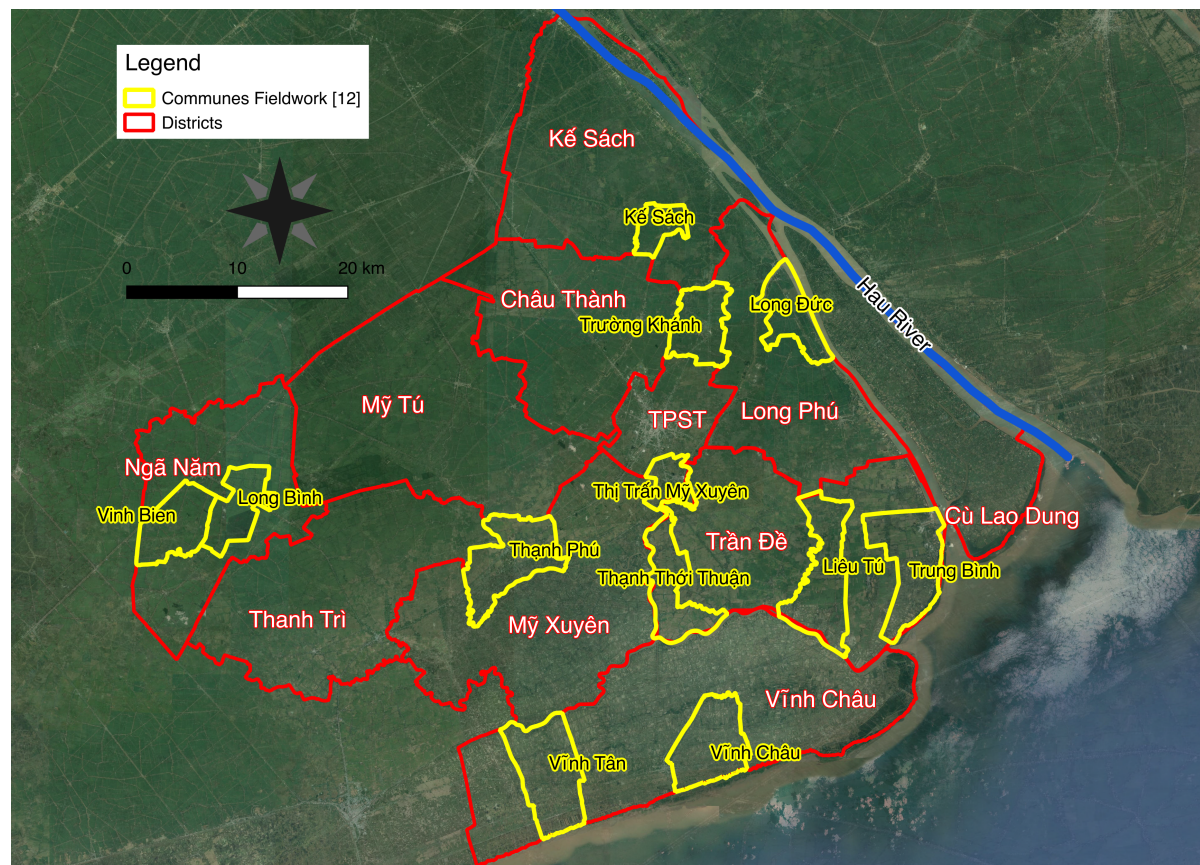 Legend
Communes Fieldwork [12]
Districts
0 10 20 km
Kế Sách
Kế Sách
Châu Thành
Trường Khánh
Long Đức
Hau River
Mỹ Tú
TPST
Long Phú
Ngã Năm
Long Bình
Vinh Bien
Thị Trấn Mỹ Xuyên
Cù Lao Dung
Trần Đề
Thạnh Phú
Thạnh Thới Thuận
Liêu Tú
Trung Bình
Thanh Trì
Mỹ Xuyên
Vĩnh Châu
Vĩnh Châu
Vĩnh Tân